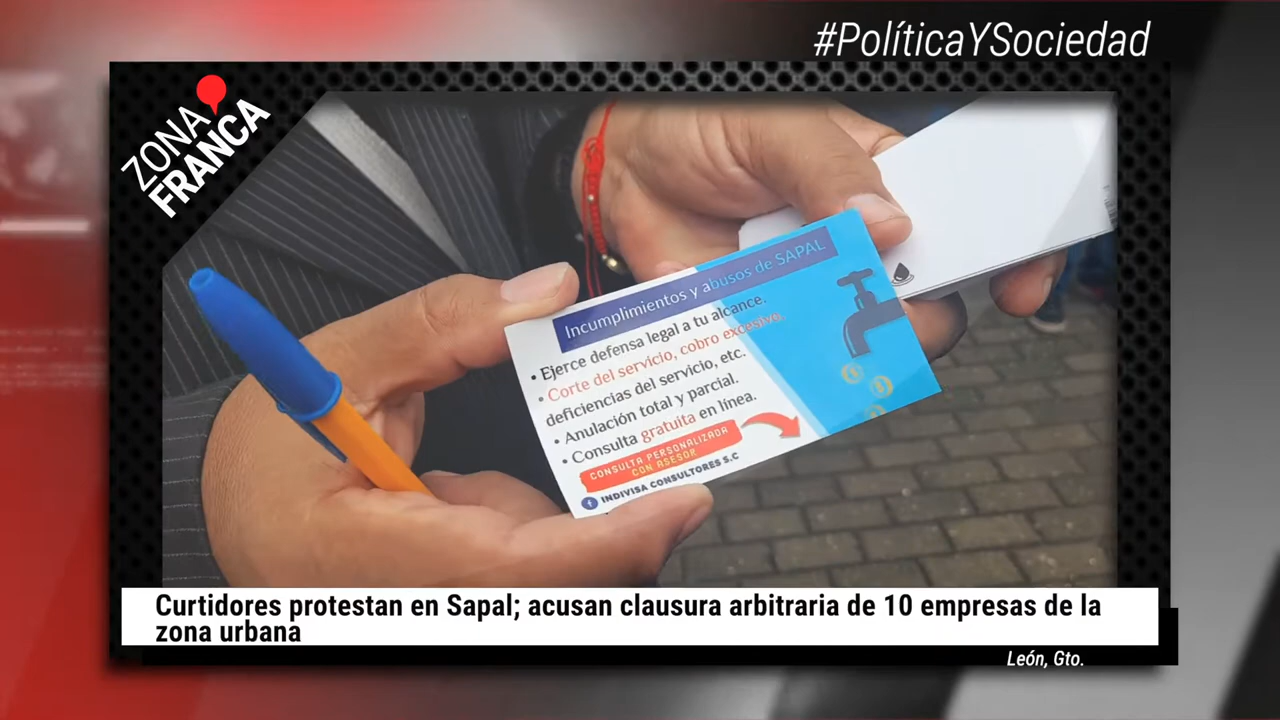 #PolíticaYSociedad
ZONA
FRANCA
Incumplimientos y abusos de SAPAL
• Ejerce defensa legal a tu alcance.
• Corte del servicio, cobro excesivo,
deficiencias del servicio, etc.
• Anulación total y parcial.
• Consulta gratuita en línea.
CONSULTA PERSONALIZADA
CON ASESOR
f INDIVISA CONSULTORES S.C
Curtidores protestan en Sapal; acusan clausura arbitraria de 10 empresas de la
zona urbana
León, Gto.